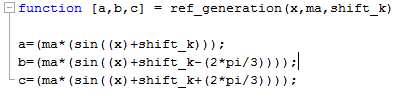 function [a,b,c] = ref_generation(x,ma,shift_k)
a=(ma*(sin((x)+shift_k)));
b=(ma*(sin((x)+shift_k-(2*pi/3))));
c=(ma*(sin((x)+shift_k+(2*pi/3))));